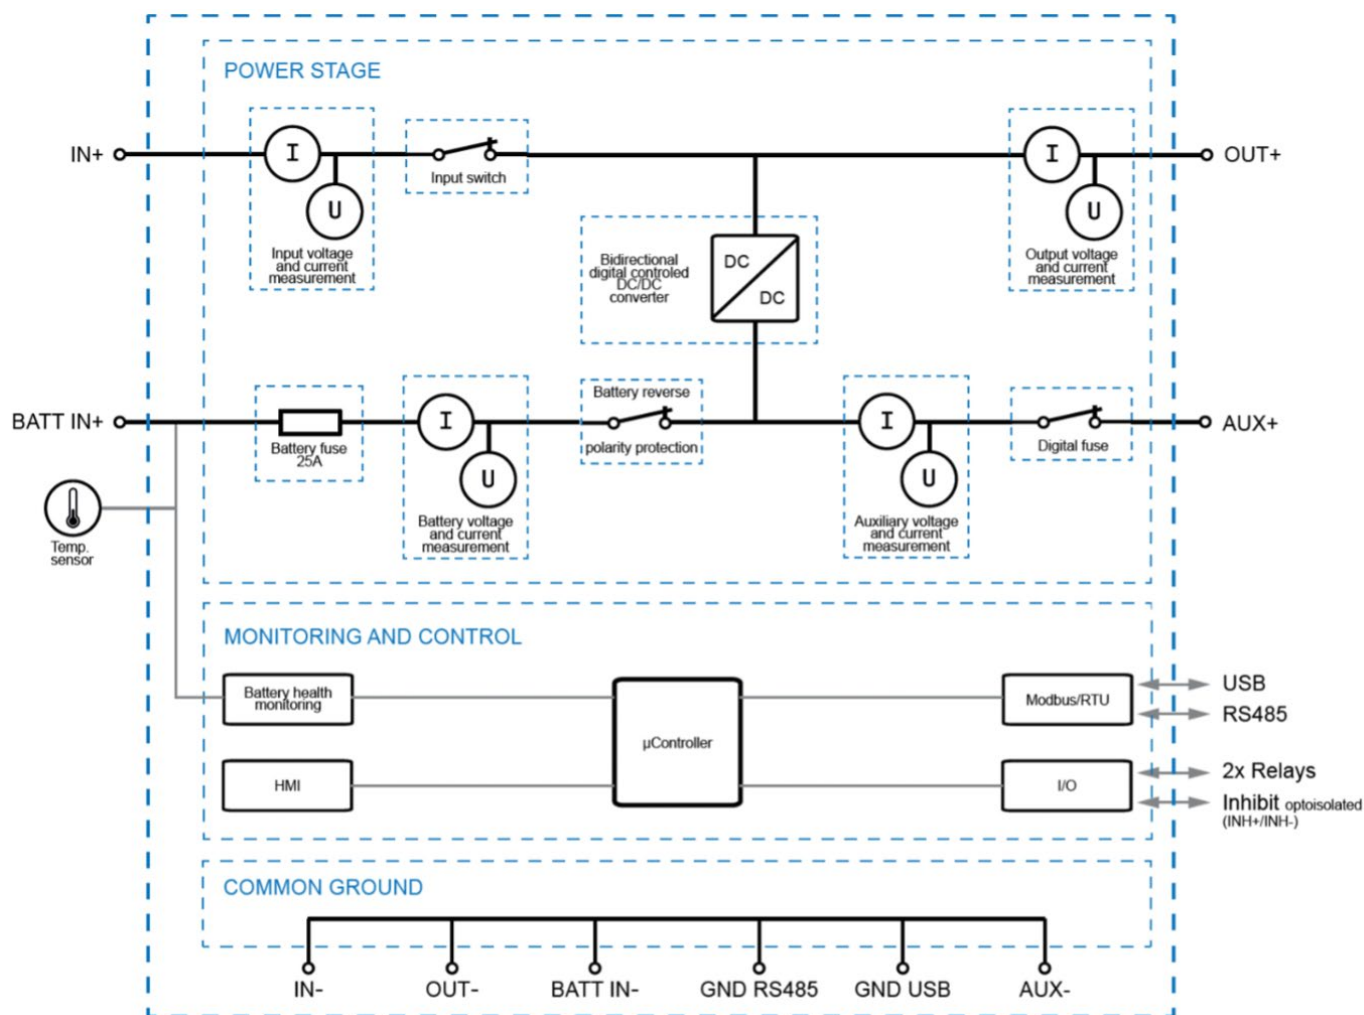 POWER STAGE
IN+
I
U
Input voltage
and current
measurement
Input switch
I
U
Output voltage
and current
measurement
OUT+
Bidirectional
digital controled
DC/DC
converter
DC
DC
BATT IN+
Battery fuse
25A
I
U
Battery voltage
and current
measurement
Battery reverse
polarity protection
I
U
Auxiliary voltage
and current
measurement
Digital fuse
AUX+
Temp.
sensor
MONITORING AND CONTROL
Battery health
monitoring
HMI
µController
Modbus/RTU
I/O
USB
RS485
2x Relays
Inhibit optoisolated
(INH+/INH-)
COMMON GROUND
IN-
OUT-
BATT IN-
GND RS485
GND USB
AUX-